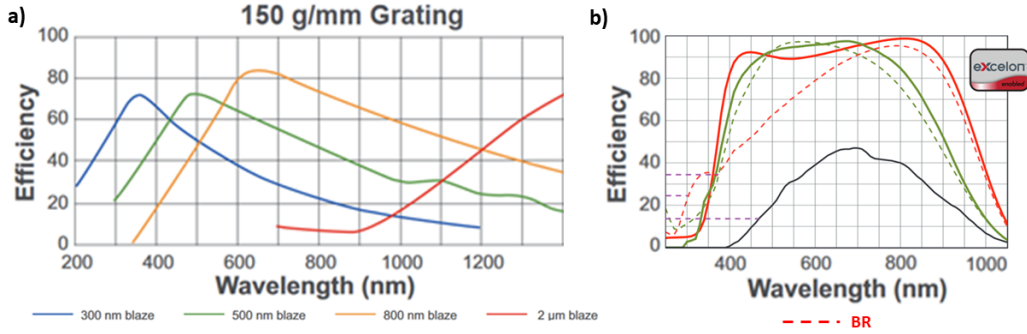 a)
150 g/mm Grating
100
80
60
40
20
0
Efficiency
200 400 600 800 1000 1200
Wavelength (nm)
300 nm blaze 500 nm blaze 800 nm blaze 2 µm blaze
b)
100
80
60
40
20
0
Efficiency
400 600 800 1000
Wavelength (nm)
eXcelon
enabled
BR